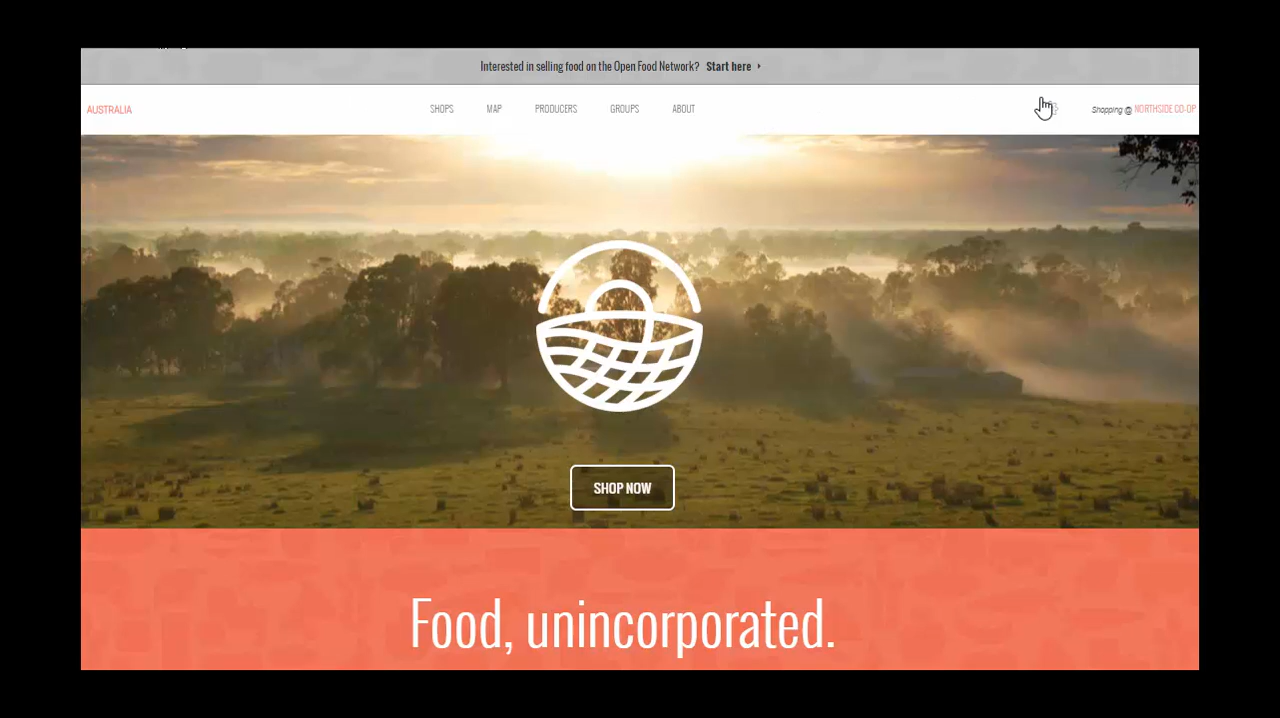 Interested in selling food on the Open Food Network? Start here
AUSTRALIA SHOPS MAP PRODUCERS GROUPS ABOUT Shopping @ NORTHSIDE CO-OP
SHOP NOW
Food, unincorporated.